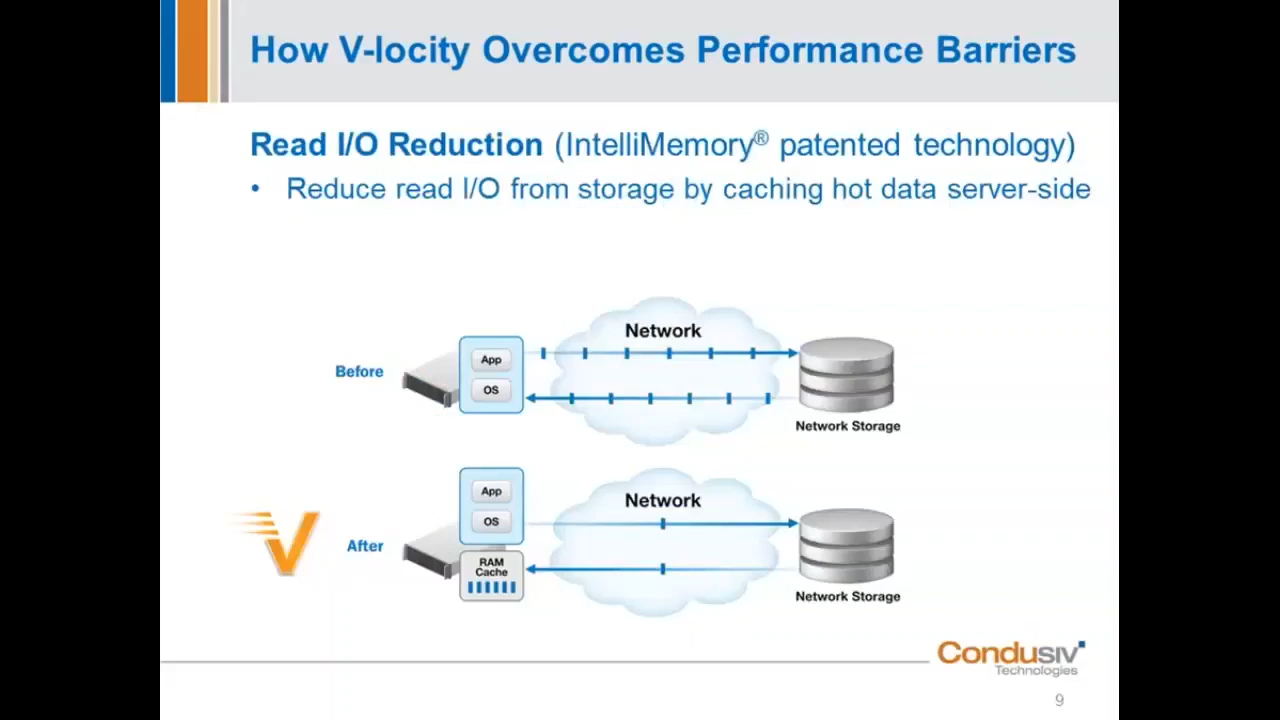 How V-locity Overcomes Performance Barriers
Read I/O Reduction (IntelliMemory® patented technology)
• Reduce read I/O from storage by caching hot data server-side
Network
App
Before
OS
Network Storage
Network
App
OS
V
After
RAM
Cache
Network Storage
Condusiv
Technologies
9